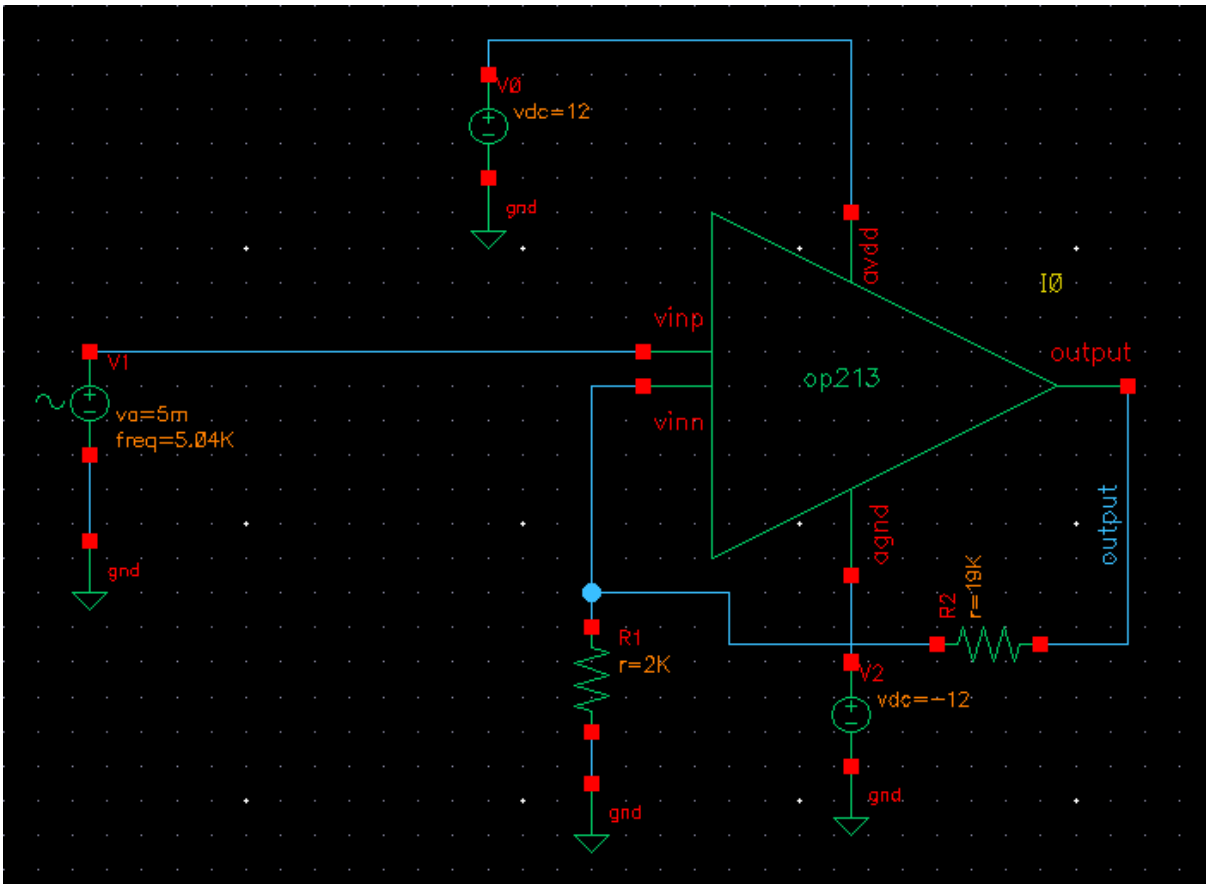 V0
vdc=12
gnd
avdd
I0
vinp
V1
output
op213
vinn
va=5m
freq=5.04K
output
agnd
gnd
R2
r=19K
R1
r=2K
V2
vdc=-12
gnd
gnd